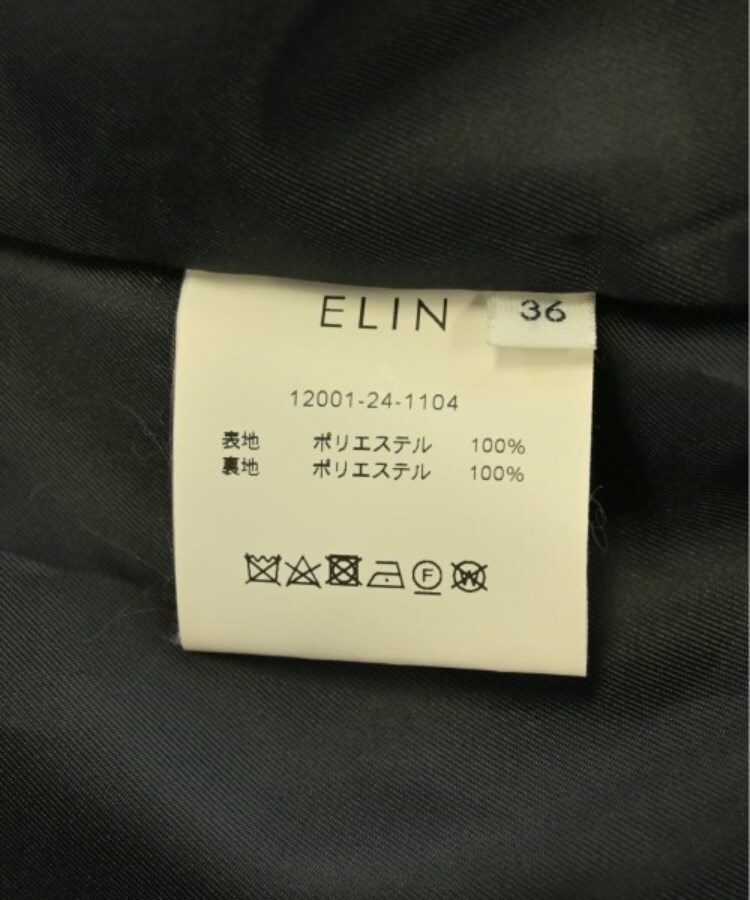 ELIN
36
12001-24-1104
表地 ポリエステル 100%
裏地 ポリエステル 100%
F W